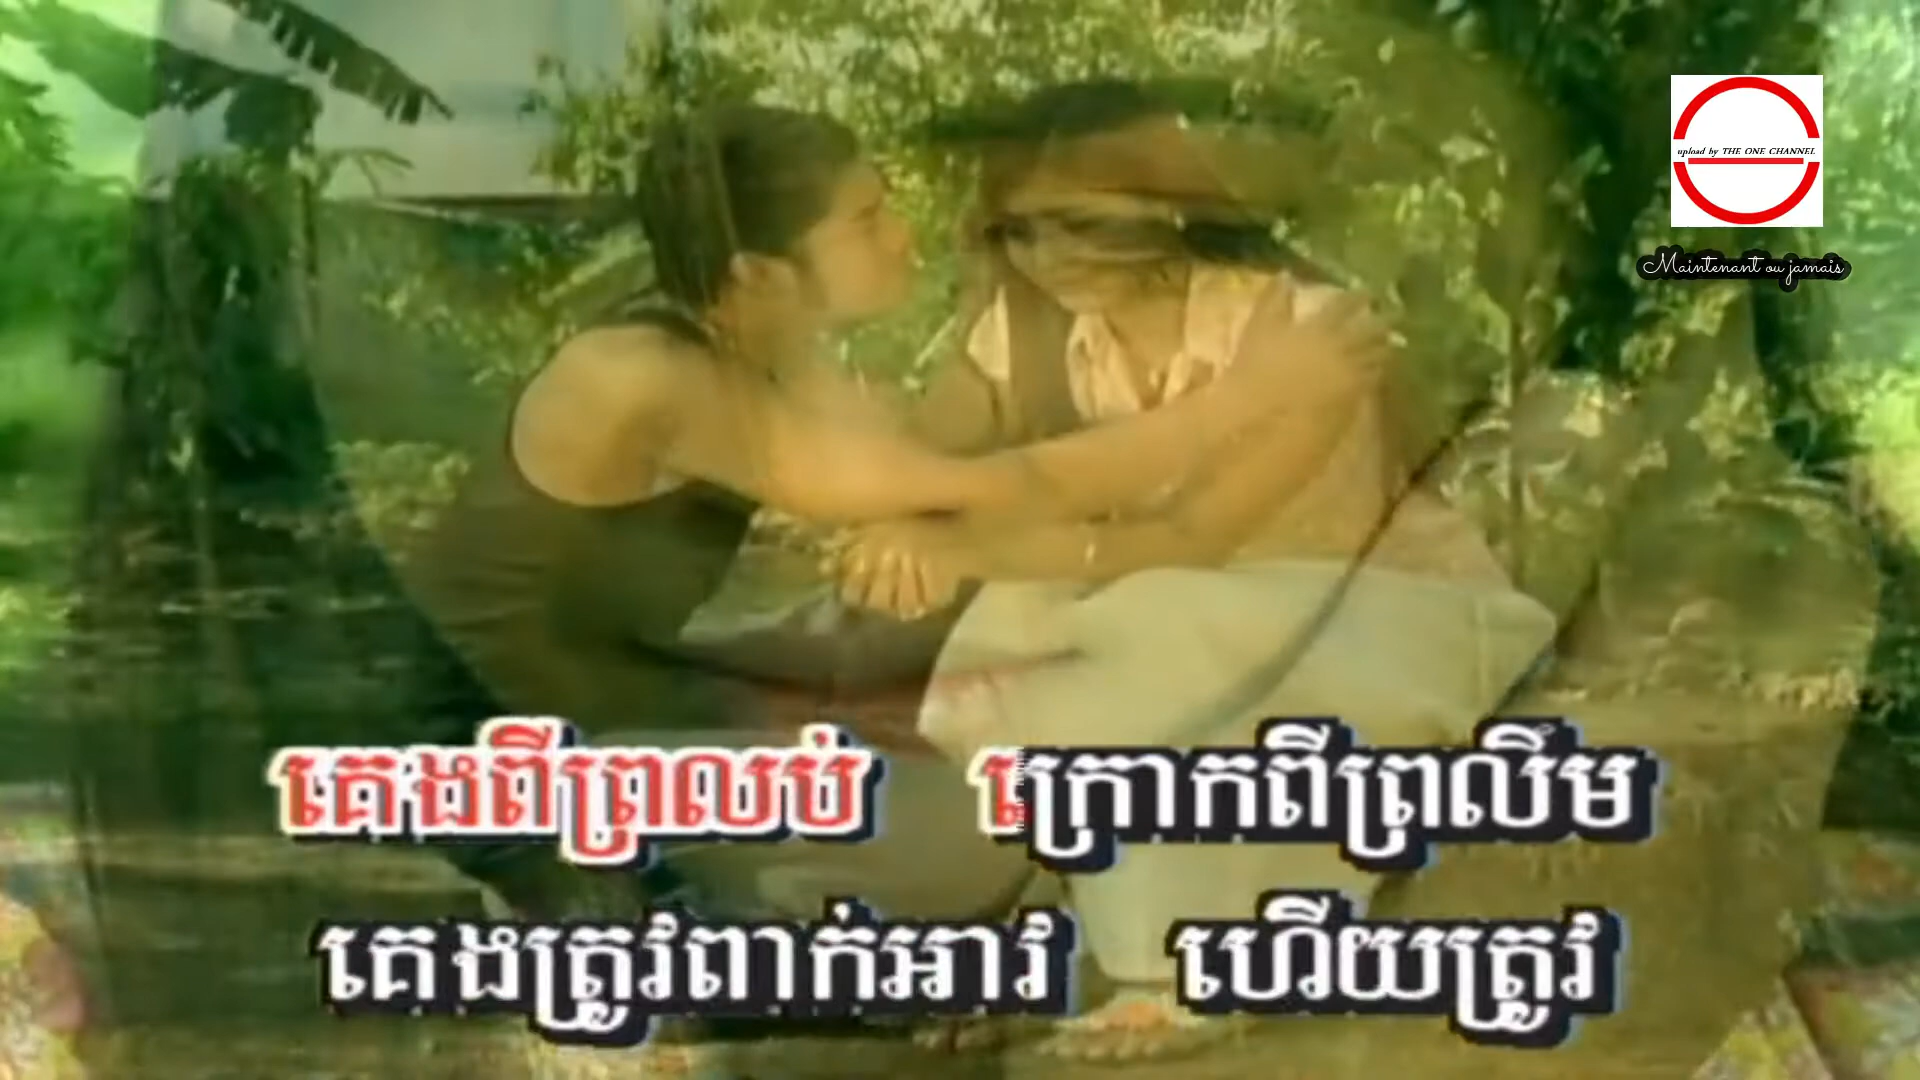 upload by THE ONE CHANNEL
Maintenant ou jamais
គេងពីព្រលប់ ក្រោកពីព្រលឹម
គេងត្រូវពាក់អាវ ហើយត្រូវ